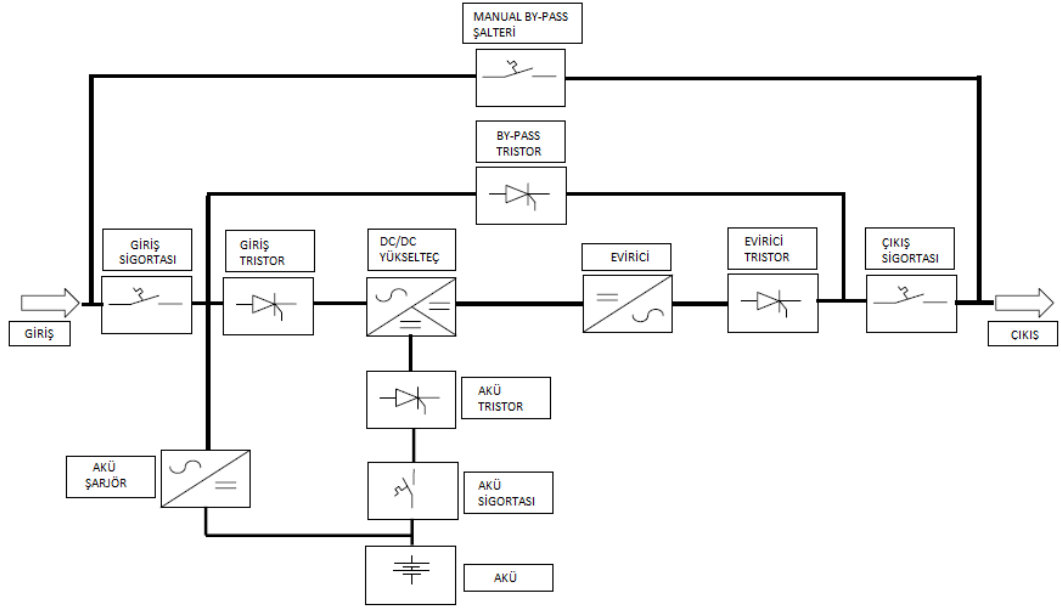 MANUAL BY-PASS
ŞALTERİ
BY-PASS
TRISTOR
GİRİŞ
SİGORTASI
GİRİŞ
TRISTOR
DC/DC
YÜKSELTEÇ
EVİRİCİ
EVİRİCİ
TRISTOR
ÇIKIŞ
SİGORTASI
GİRİŞ
ÇIKIS
AKÜ
TRISTOR
AKÜ
ŞARJÖR
AKÜ
SİGORTASI
AKÜ